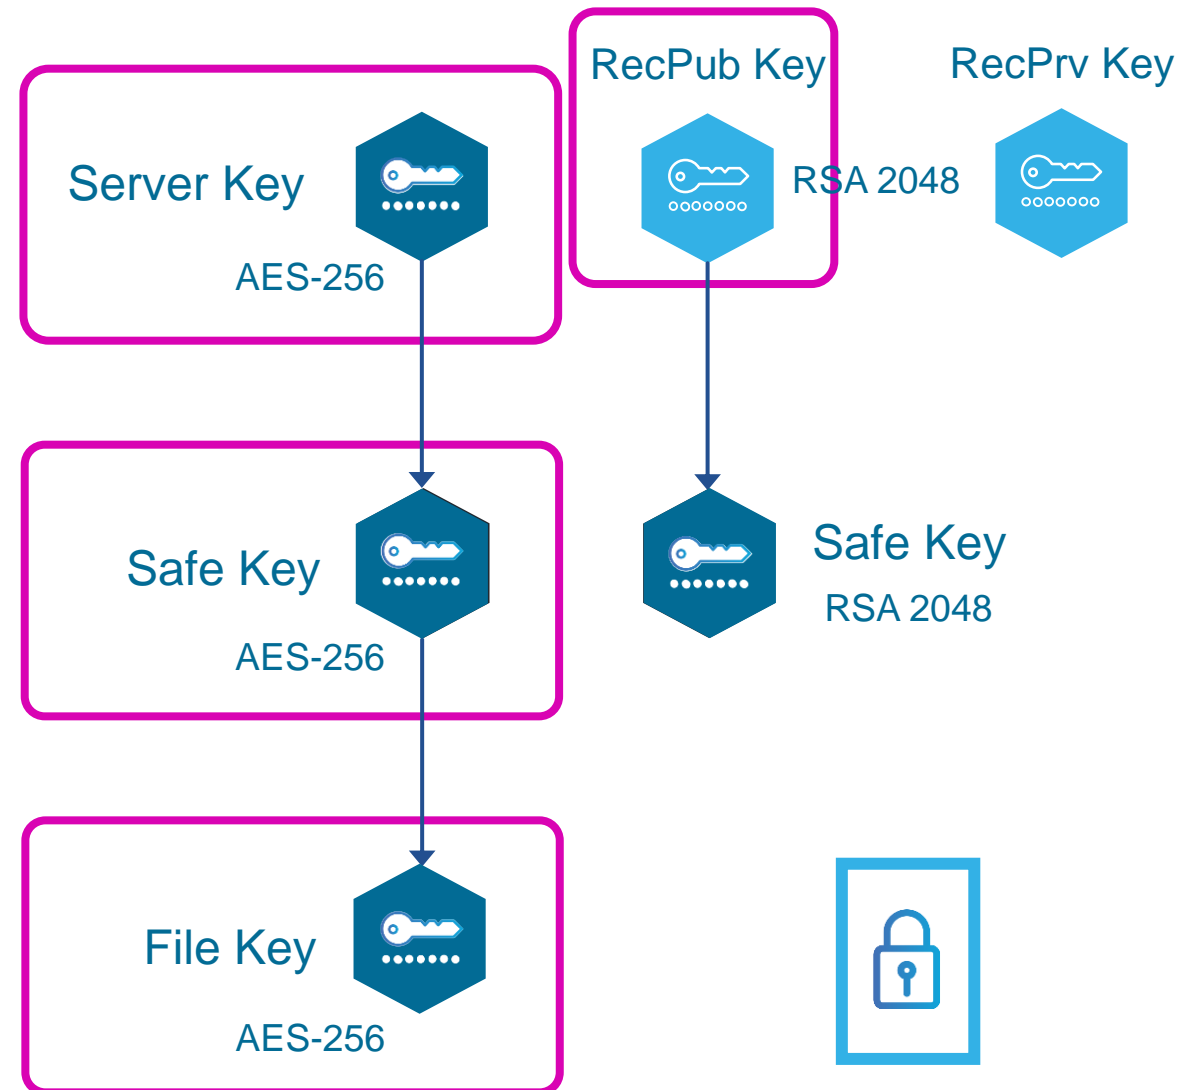 RecPub Key
RecPrv Key
Server Key
RSA 2048
AES-256
Safe Key
AES-256
Safe Key
RSA 2048
File Key
AES-256